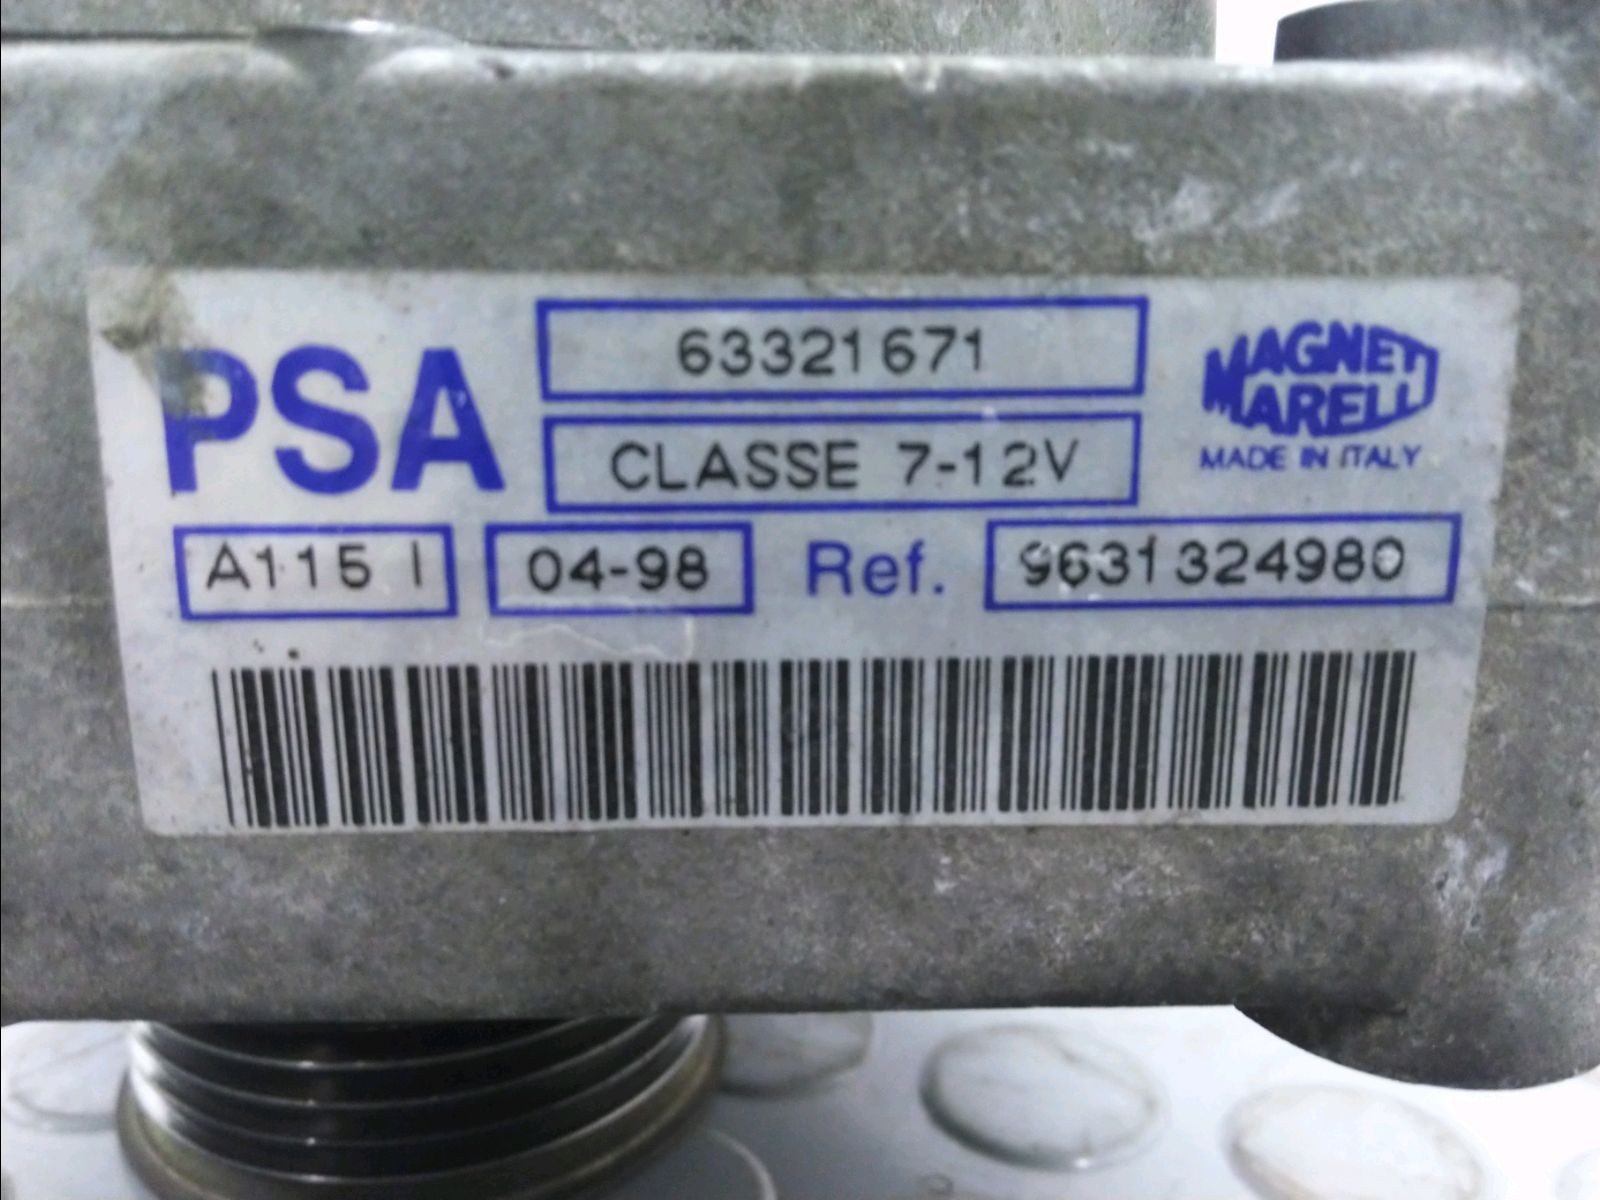 PSA
63321671
CLASSE 7-12V
MAGNETI
MARELLI
MADE IN ITALY
A115 I
04-98
Ref. 9631324980